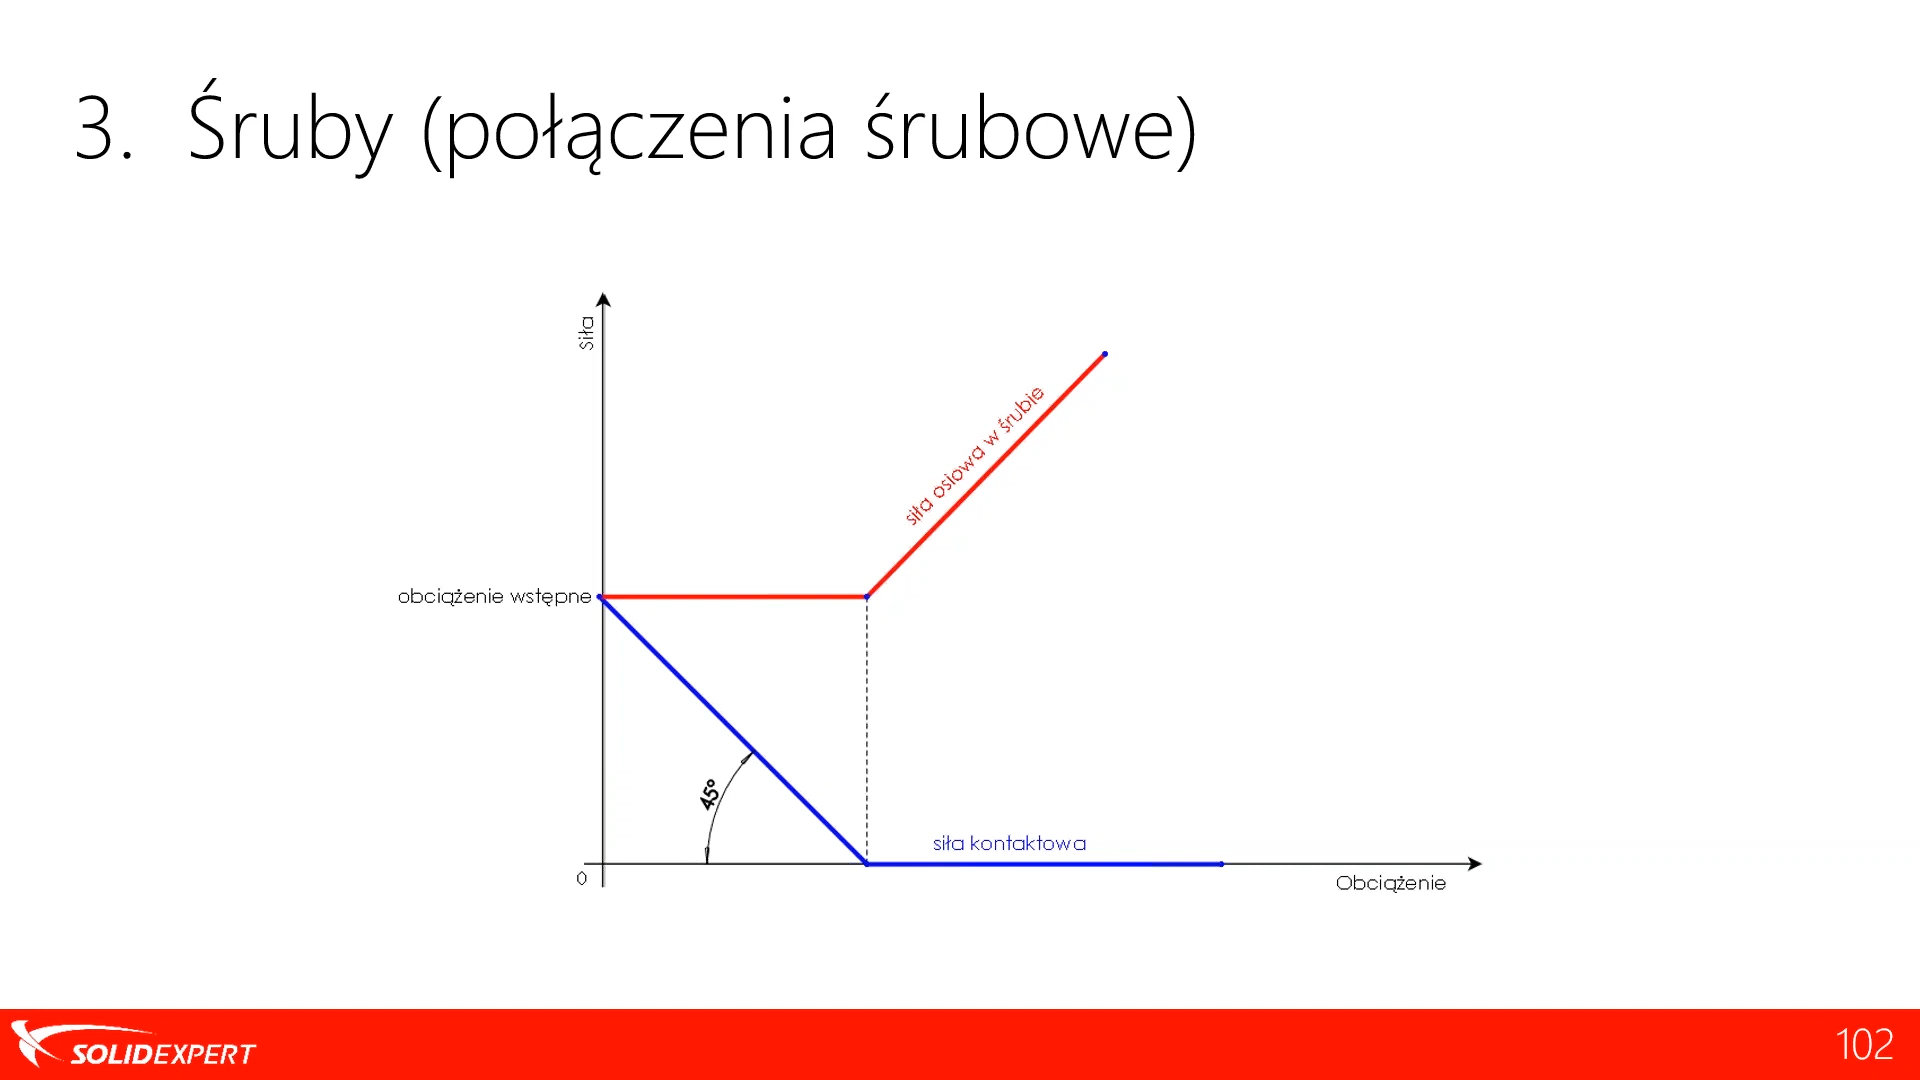 3. Śruby (połączenia śrubowe)
Siła
siła osiowa w śrubie
obciążenie wstępne
45°
siła kontaktowa
0
Obciążenie
SOLIDEXPERT
102